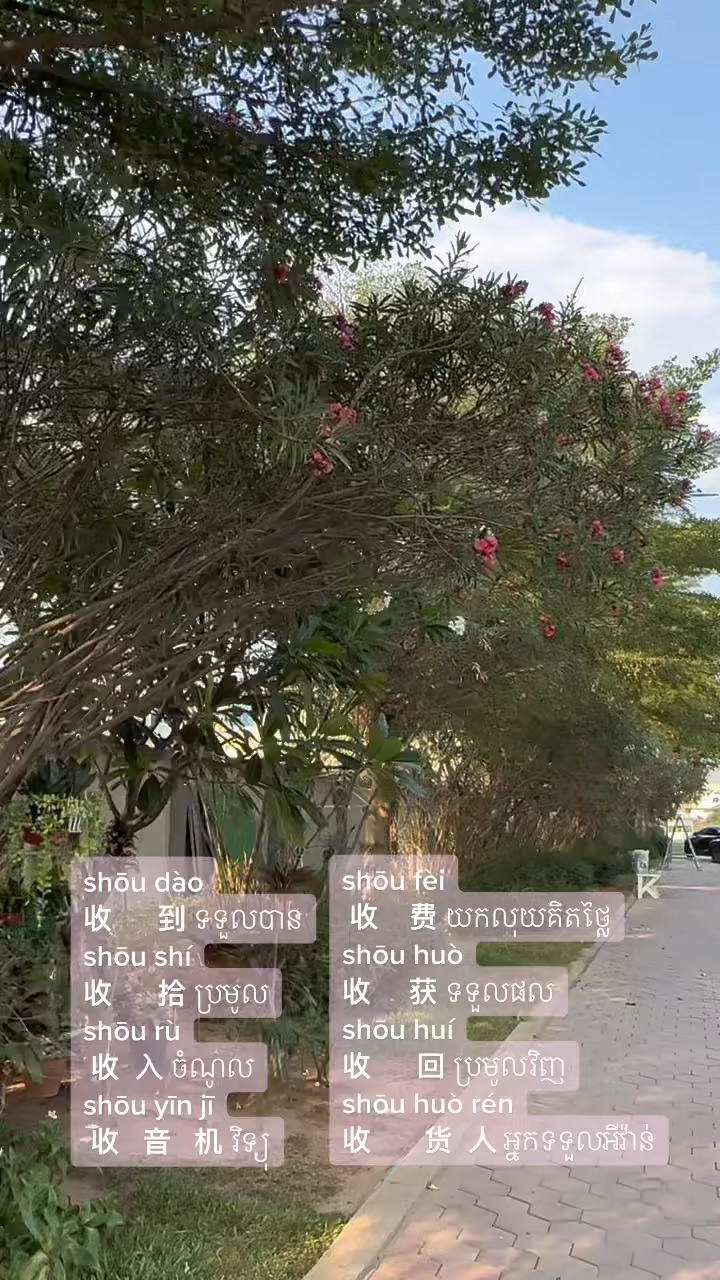 shōu dào
收 到 ទទួលបាន
shōu shí
收 拾 ប្រមូល
shōu rù
收 入 ចំណូល
shōu yīn jī
收 音 机 វិទ្យុ
shōu fèi
收 费 យកលុយគិតថ្លៃ
shōu huò
收 获 ទទួលផល
shōu huí
收 回 ប្រមូលវិញ
shōu huò rén
收 货 人 អ្នកទទួលអីវ៉ាន់
K